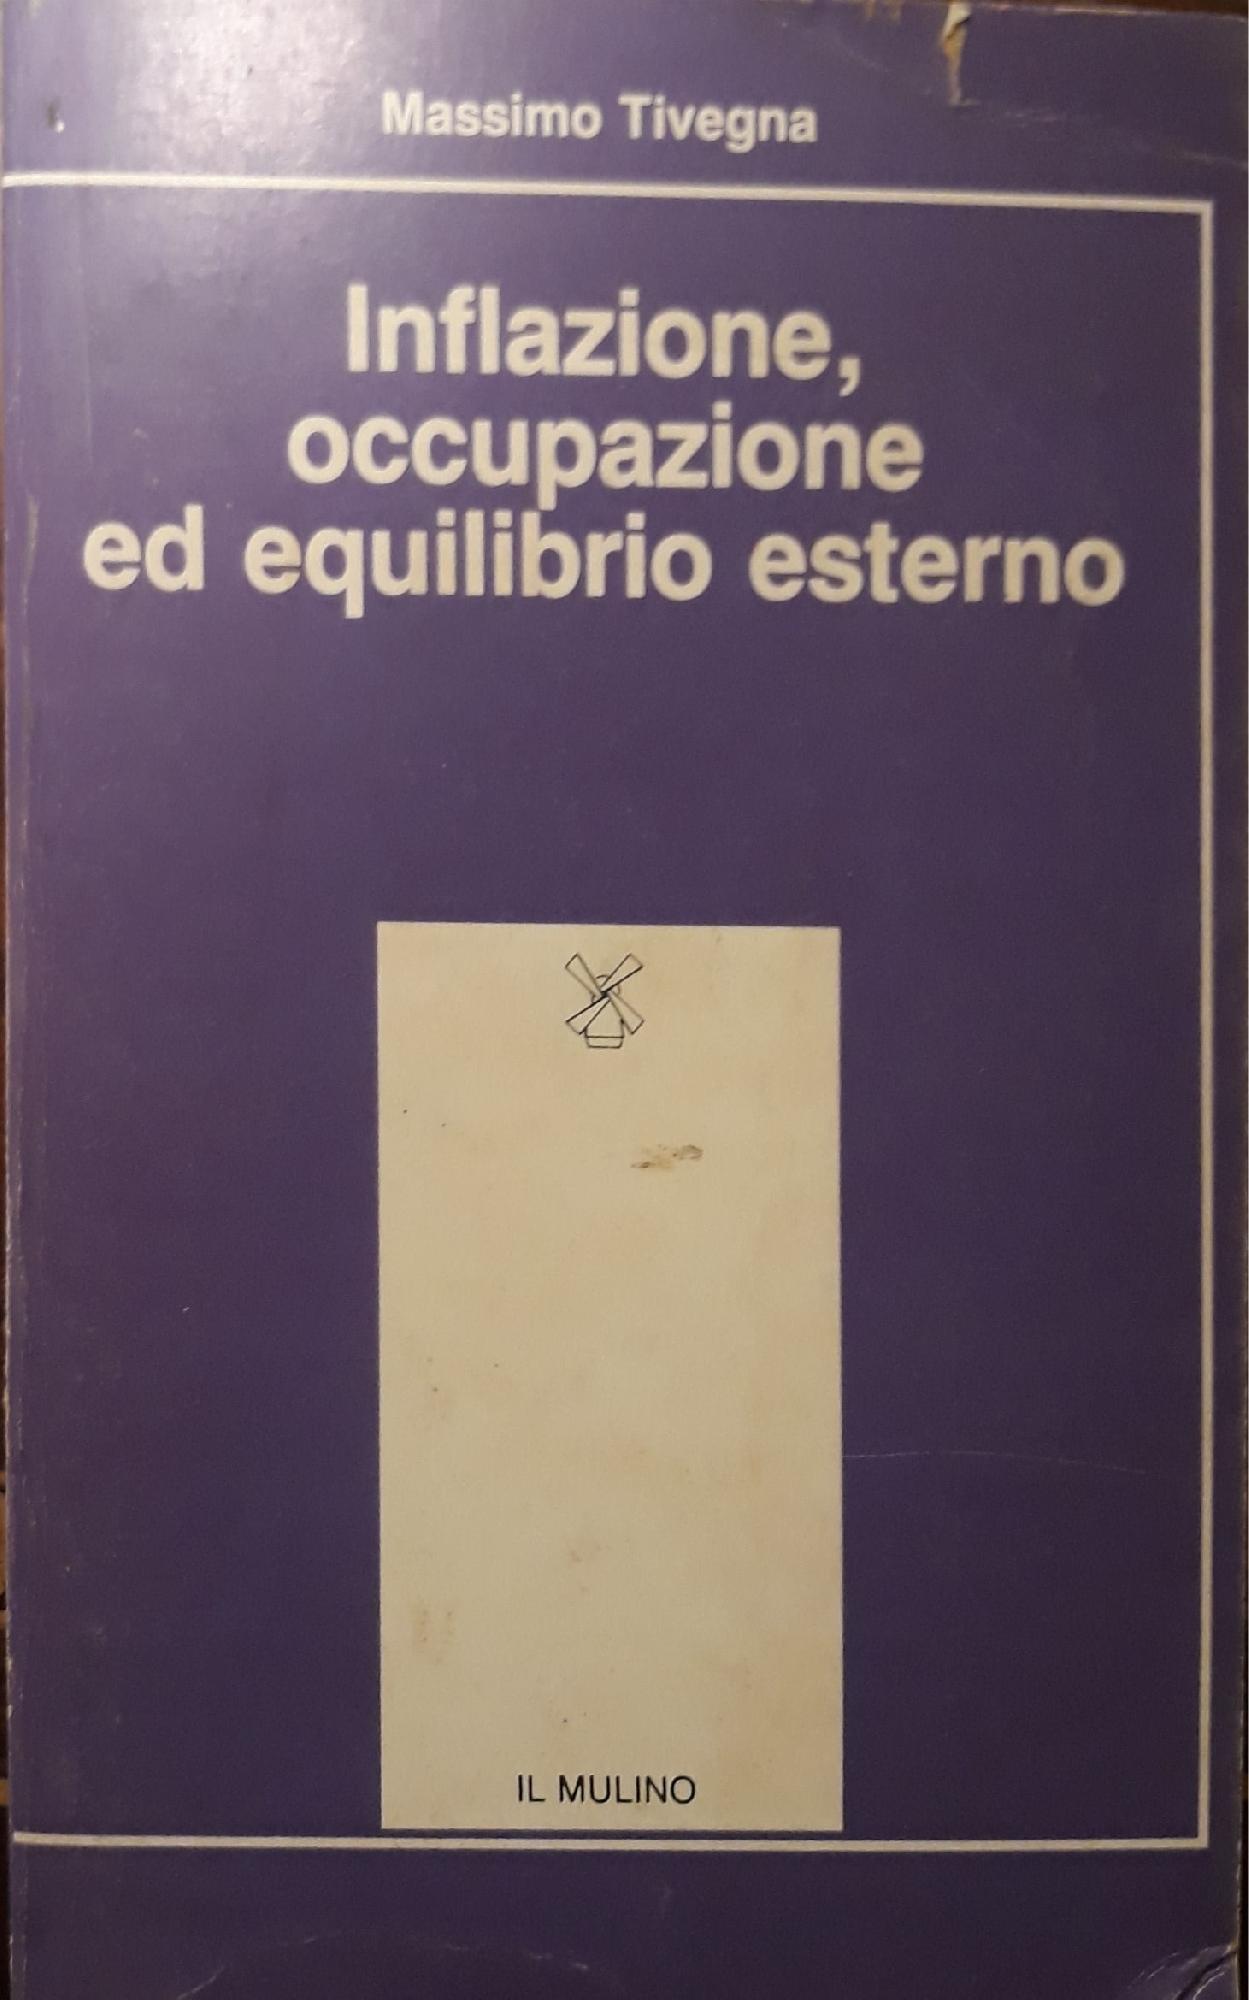 Massimo Tivegna
Inflazione,
occupazione
ed equilibrio esterno
IL MULINO